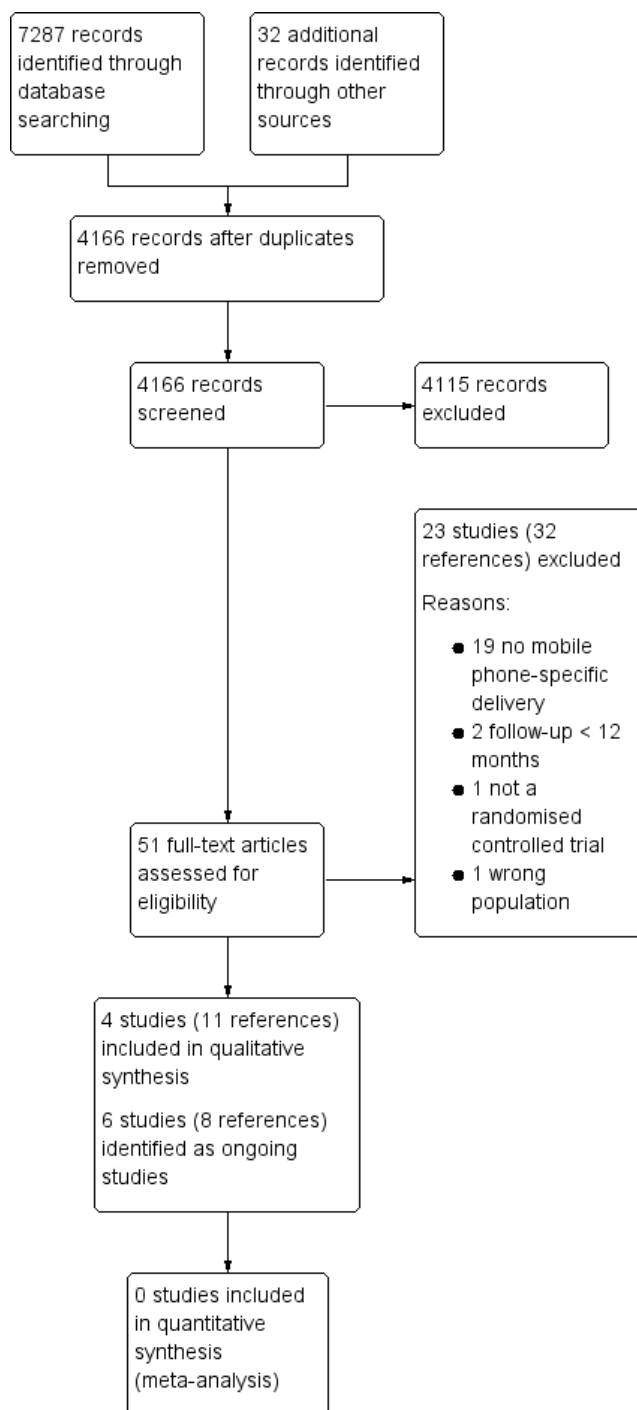 7287 records
identified through
database
searching
32 additional
records identified
through other
sources
4166 records after duplicates
removed
4166 records
screened
4115 records
excluded
23 studies (32
references) excluded
Reasons:
● 19 no mobile
phone-specific
delivery
● 2 follow-up < 12
months
● 1 not a
randomised
controlled trial
● 1 wrong
population
51 full-text articles
assessed for
eligibility
4 studies (11 references)
included in qualitative
synthesis
6 studies (8 references)
identified as ongoing
studies
0 studies included
in quantitative
synthesis
(meta-analysis)